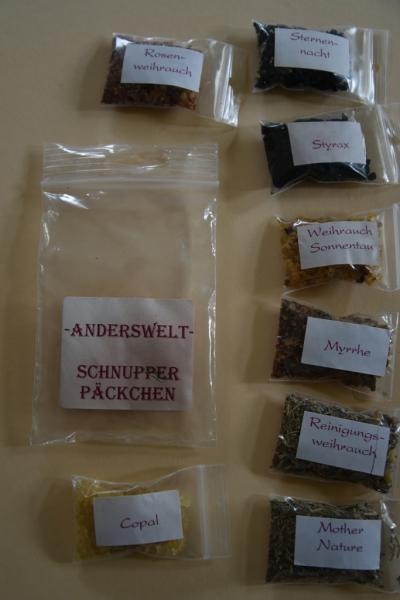 Rosen-
weihrauch
Sternen-
nacht
Styrax
Weihrauch
Sonnentau
-ANDERSWELT-
SCHNUPPER
PÄCKCHEN
Myrrhe
Reinigungs-
weihrauch
Copal
Mother
Nature